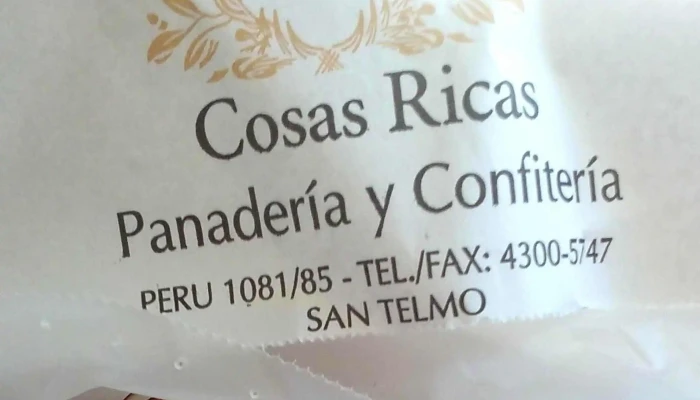 Cosas Ricas
Panadería y Confitería
PERU 1081/85 - TEL./FAX: 4300-5747
SAN TELMO